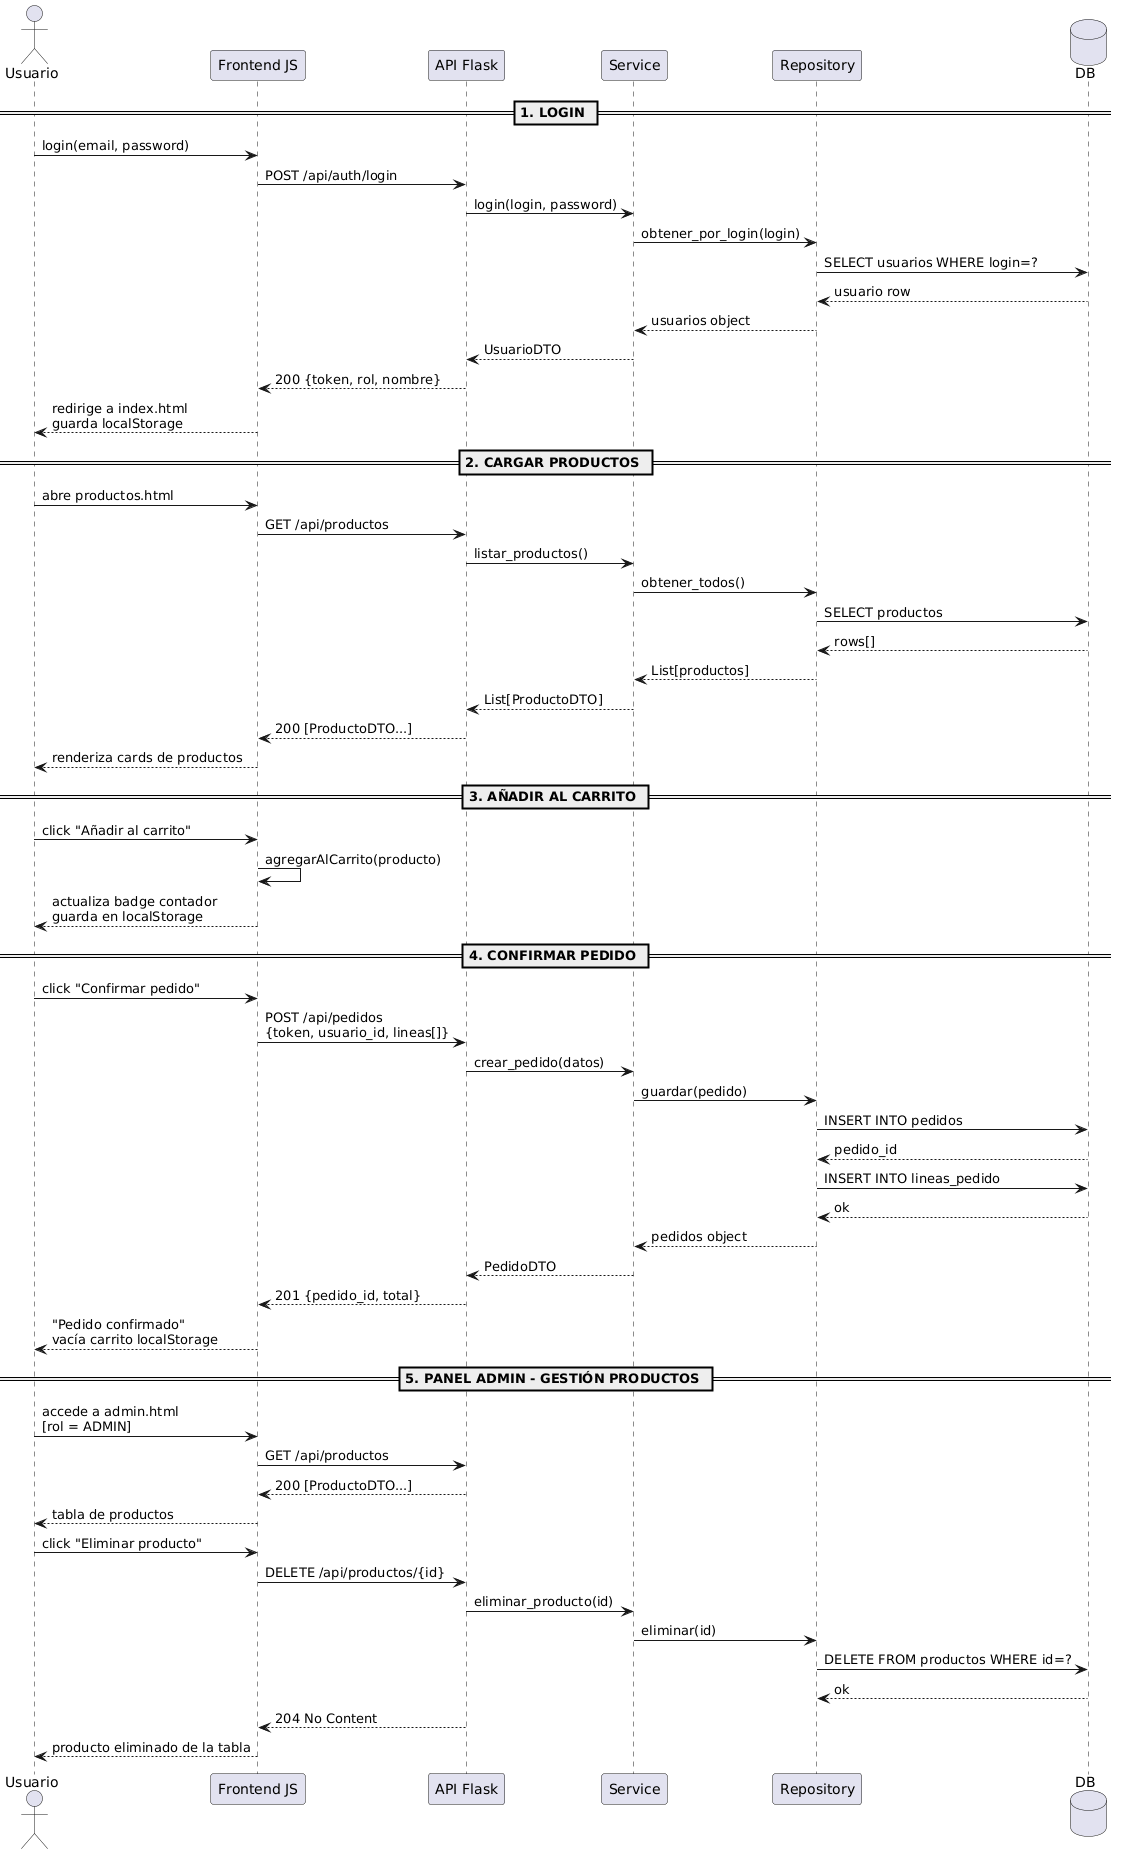 Usuario
Frontend JS
API Flask
Service
Repository
DB
1. LOGIN
login(email, password)
POST /api/auth/login
login(login, password)
obtener_por_login(login)
SELECT usuarios WHERE login=?
usuario row
usuarios object
UsuarioDTO
200 {token, rol, nombre}
redirige a index.html
guarda localStorage
2. CARGAR PRODUCTOS
abre productos.html
GET /api/productos
listar_productos()
obtener_todos()
SELECT productos
rows[]
List[productos]
List[ProductoDTO]
200 [ProductoDTO...]
renderiza cards de productos
3. AÑADIR AL CARRITO
click "Añadir al carrito"
agregarAlCarrito(producto)
actualiza badge contador
guarda en localStorage
4. CONFIRMAR PEDIDO
click "Confirmar pedido"
POST /api/pedidos
{token, usuario_id, lineas[]}
crear_pedido(datos)
guardar(pedido)
INSERT INTO pedidos
pedido_id
INSERT INTO lineas_pedido
ok
pedidos object
PedidoDTO
201 {pedido_id, total}
"Pedido confirmado"
vacía carrito localStorage
5. PANEL ADMIN - GESTIÓN PRODUCTOS
accede a admin.html
[rol = ADMIN]
GET /api/productos
200 [ProductoDTO...]
tabla de productos
click "Eliminar producto"
DELETE /api/productos/{id}
eliminar_producto(id)
eliminar(id)
DELETE FROM productos WHERE id=?
ok
204 No Content
producto eliminado de la tabla
Usuario
Frontend JS
API Flask
Service
Repository
DB